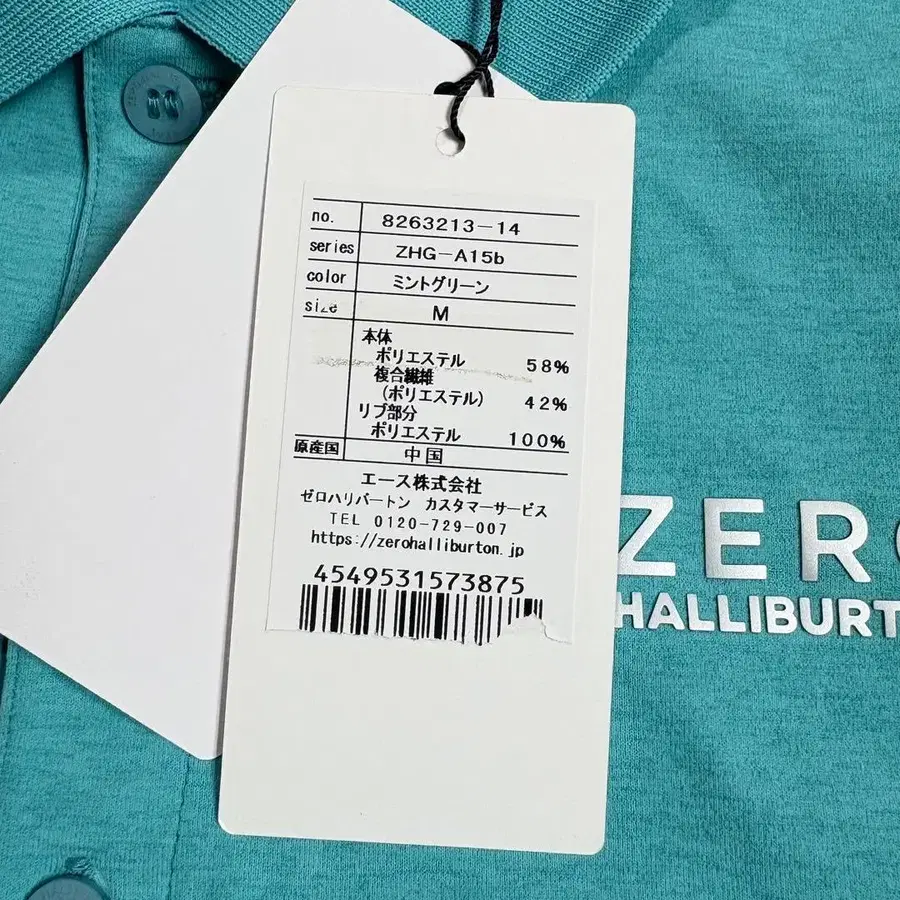 no. 8263213-14
series ZHG-A15b
color ミントグリーン
size M
本体
ポリエステル 58%
複合繊維
(ポリエステル) 42%
リブ部分
ポリエステル 100%
原産国 中国
エース株式会社
ゼロハリバートン カスタマーサービス
TEL 0120-729-007
https://zerohalliburton.jp
4549531573875
ZERO
HALLIBURT